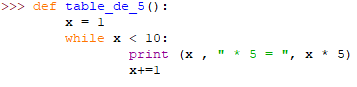 >>> def table_de_5():
        x = 1
        while x < 10:
                print (x , " * 5 = ", x * 5)
                x+=1